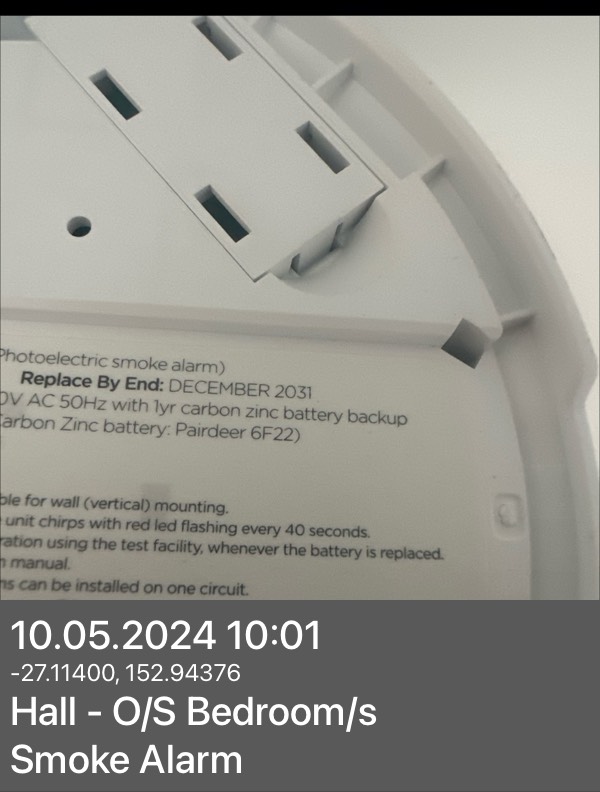 Photoelectric smoke alarm)
Replace By End: DECEMBER 2031
0V AC 50Hz with 1yr carbon zinc battery backup
Carbon Zinc battery: Pairdeer 6F22)
ble for wall (vertical) mounting.
unit chirps with red led flashing every 40 seconds.
ration using the test facility, whenever the battery is replaced.
manual.
ns can be installed on one circuit.
10.05.2024 10:01
-27.11400, 152.94376
Hall - O/S Bedroom/s
Smoke Alarm